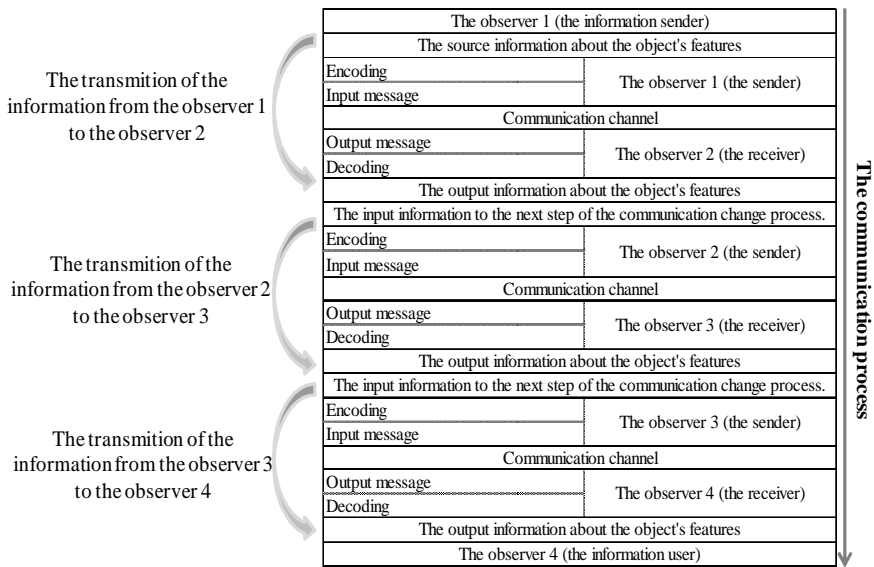 The observer 1 (the information sender)
The source information about the object's features
Encoding
The observer 1 (the sender)
Input message
Communication channel
Output message
The observer 2 (the receiver)
Decoding
The output information about the object's features
The transmition of the
information from the observer 1
to the observer 2
The input information to the next step of the communication change process.
Encoding
The observer 2 (the sender)
Input message
Communication channel
Output message
The observer 3 (the receiver)
Decoding
The output information about the object's features
The transmition of the
information from the observer 2
to the observer 3
The input information to the next step of the communication change process.
Encoding
The observer 3 (the sender)
Input message
Communication channel
Output message
The observer 4 (the receiver)
Decoding
The output information about the object's features
The observer 4 (the information user)
The transmition of the
information from the observer 3
to the observer 4
The communication process